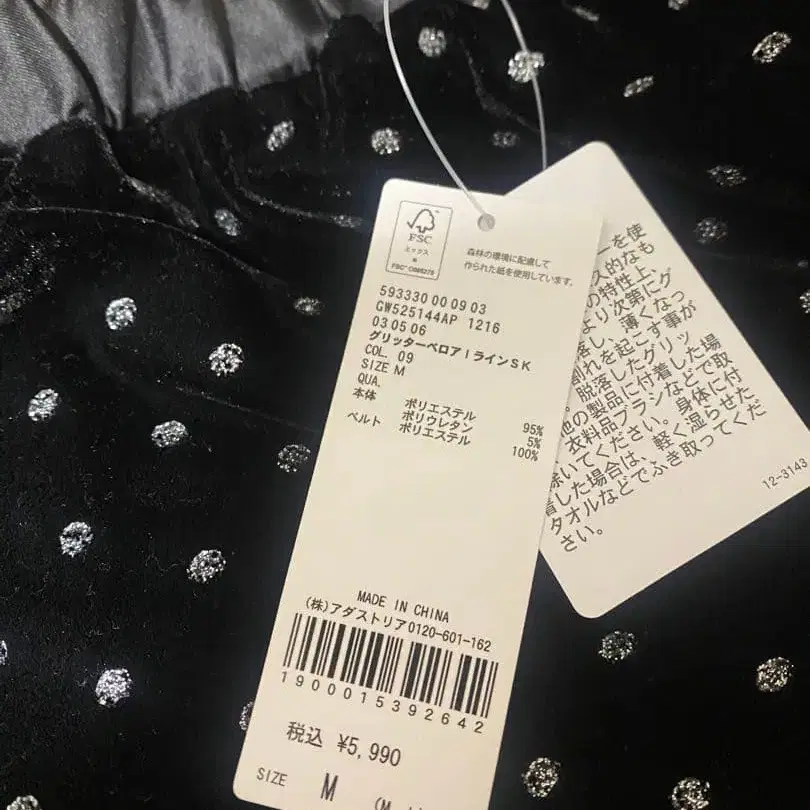 FSC
ミックス
紙
FSC® C095275
森林の環境に配慮して
作られた紙を使用しています。
593330 00 09 03
GW525144AP 1216
03 05 06
グリッターベロアIラインSK
COL. 09
SIZE M
QUA.
本体 ポリエステル 95%
ポリウレタン 5%
ベルト ポリエステル 100%
MADE IN CHINA
(株)アダストリア0120-601-162
1900015392642
税込 ¥5,990
SIZE M
ーを使
久的なも
の特性上、
より次第にグ
落し、薄くなっ
割れを起こす事が
。脱落したグリッ
他の製品に付着した場
、衣料品ブラシなどで取
除いてください。身体に付
着した場合は、軽く湿らせた
タオルなどでふき取ってくだ
さい。
12-3143